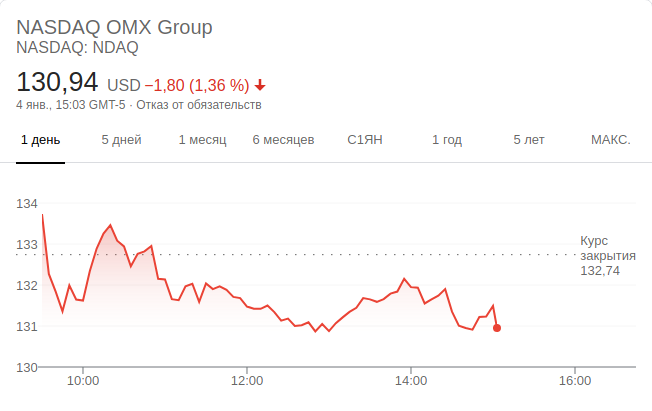 NASDAQ OMX Group
NASDAQ: NDAQ
130,94 USD −1,80 (1,36 %)
4 янв., 15:03 GMT-5 · Отказ от обязательств
1 день 5 дней 1 месяц 6 месяцев С1ЯН 1 год 5 лет МАКС.
134
133
132
131
130
Курс
закрытия
132,74
10:00 12:00 14:00 16:00